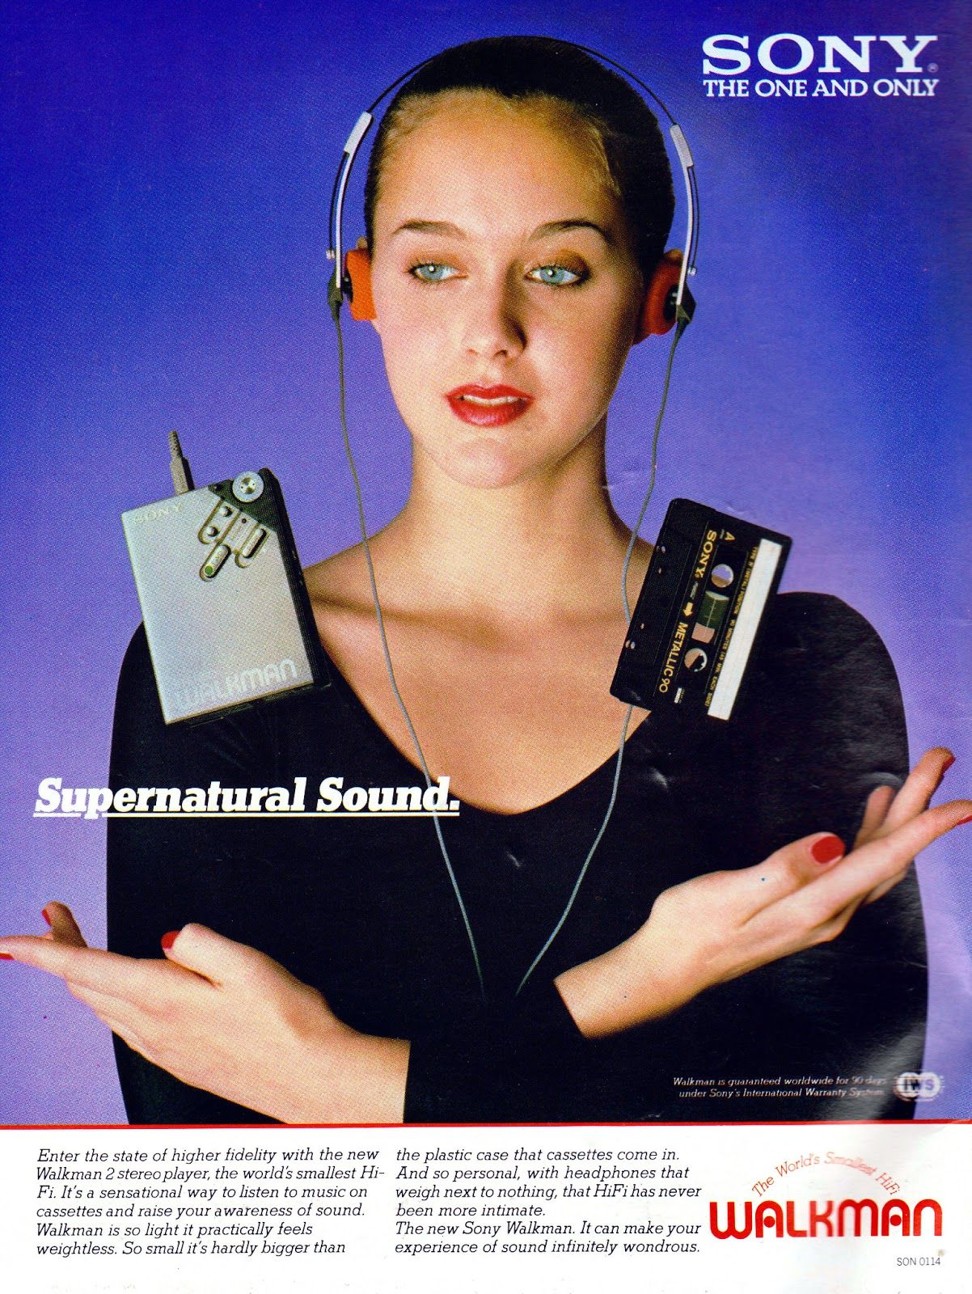 SONY®
THE ONE AND ONLY
SONY
WALKMAN
A
SONY
METALLIC 90
Supernatural Sound.
Walkman is guaranteed worldwide for 90 days
under Sony's International Warranty System.
IWS
Enter the state of higher fidelity with the new
Walkman 2 stereo player, the world's smallest Hi-
Fi. It's a sensational way to listen to music on
cassettes and raise your awareness of sound.
Walkman is so light it practically feels
weightless. So small it's hardly bigger than
the plastic case that cassettes come in.
And so personal, with headphones that
weigh next to nothing, that HiFi has never
been more intimate.
The new Sony Walkman. It can make your
experience of sound infinitely wondrous.
The World's Smallest HiFi
WALKMAN
SON 0114